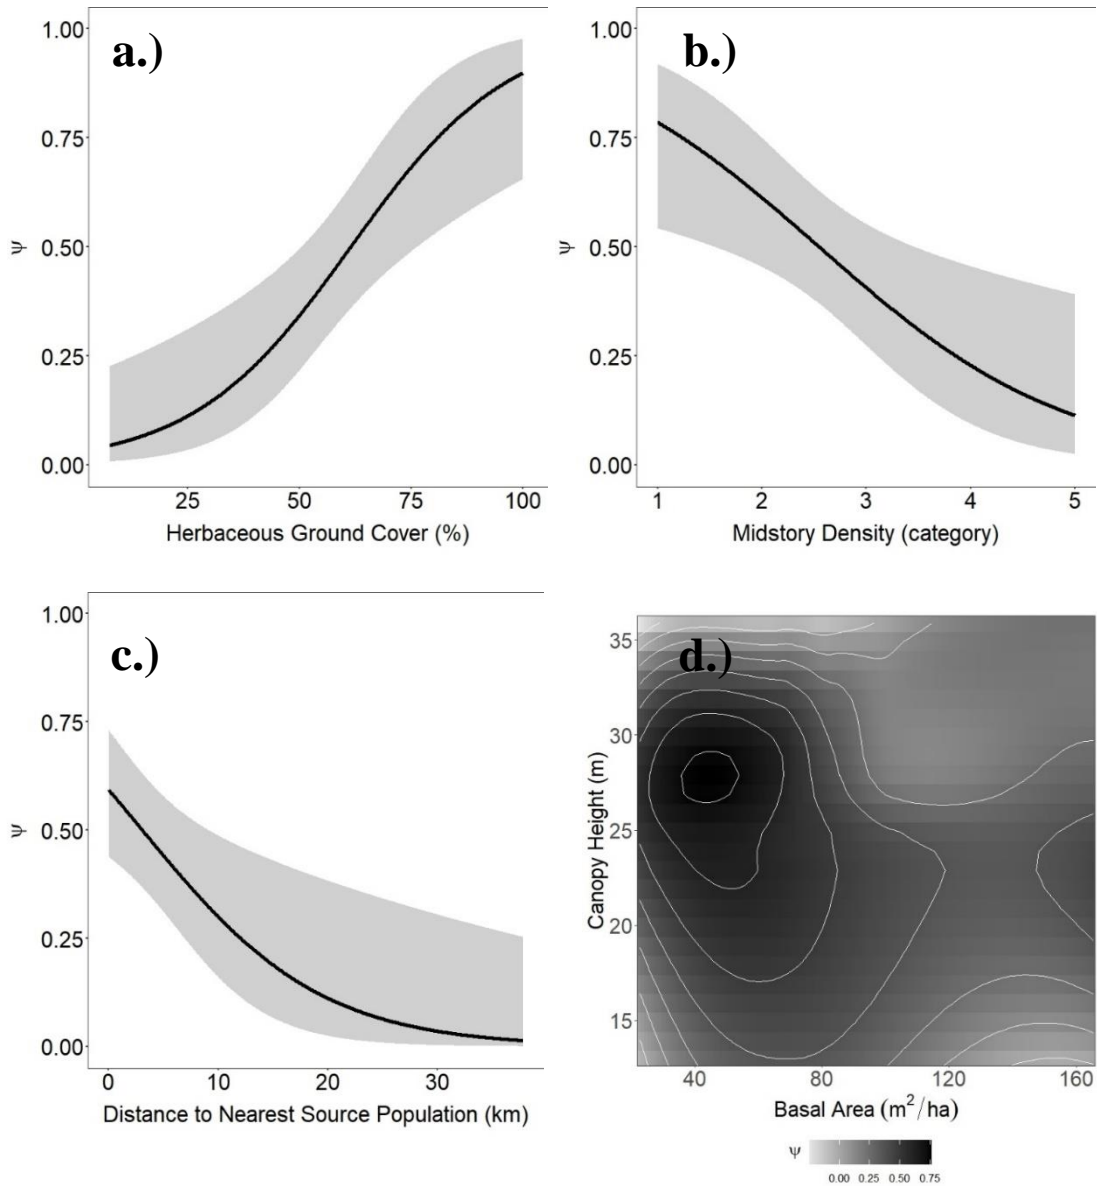 a.)
1.00
0.75
0.50
0.25
0.00
ψ
25 50 75 100
Herbaceous Ground Cover (%)
b.)
1.00
0.75
0.50
0.25
0.00
ψ
1 2 3 4 5
Midstory Density (category)
c.)
1.00
0.75
0.50
0.25
0.00
ψ
0 10 20 30
Distance to Nearest Source Population (km)
d.)
35
30
25
20
15
Canopy Height (m)
40 80 120 160
Basal Area (m²/ha)
ψ
0.00 0.25 0.50 0.75